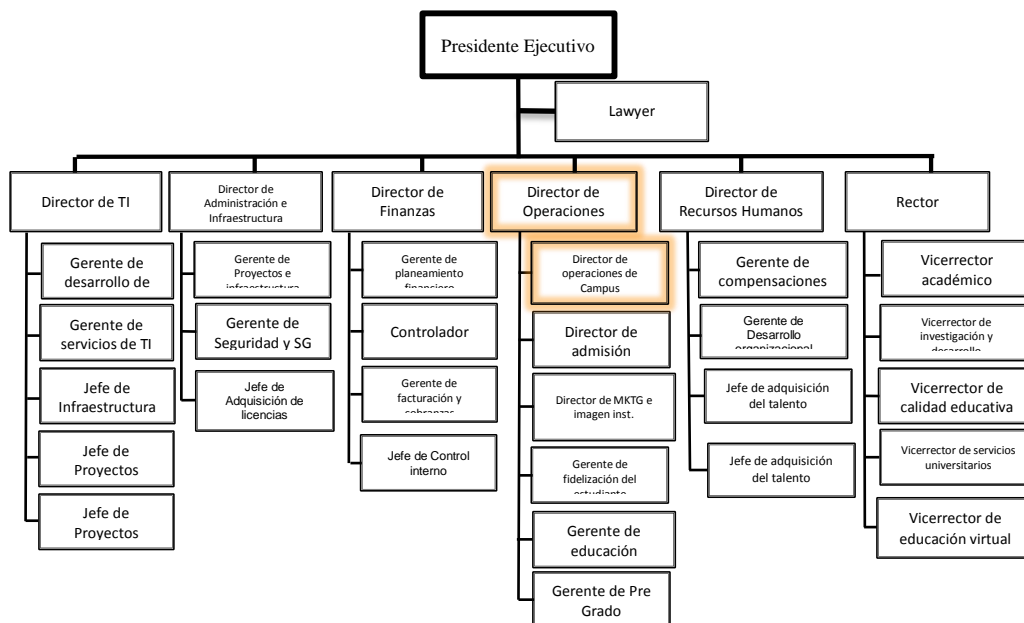 Presidente Ejecutivo
Lawyer
Director de TI
Director de
Administración e
Infraestructura
Director de
Finanzas
Director de
Operaciones
Director de
Recursos Humanos
Rector
Gerente de
desarrollo de
Gerente de
servicios de TI
Jefe de
Infraestructura
Jefe de
Proyectos
Jefe de
Proyectos
Gerente de
Proyectos e
infraestructura
Gerente de
Seguridad y SG
Jefe de
Adquisición de
licencias
Gerente de
planeamiento
financiero
Controlador
Gerente de
facturación y
cobranzas
Jefe de Control
interno
Director de
operaciones de
Campus
Director de
admisión
Director de MKTG e
imagen inst.
Gerente de
fidelización del
estudiante
Gerente de
educación
Gerente de Pre
Grado
Gerente de
compensaciones
Gerente de
Desarrollo
organizacional
Jefe de adquisición
del talento
Jefe de adquisición
del talento
Vicerrector
académico
Vicerrector de
investigación y
desarrollo
Vicerrector de
calidad educativa
Vicerrector de servicios
universitarios
Vicerrector de
educación virtual